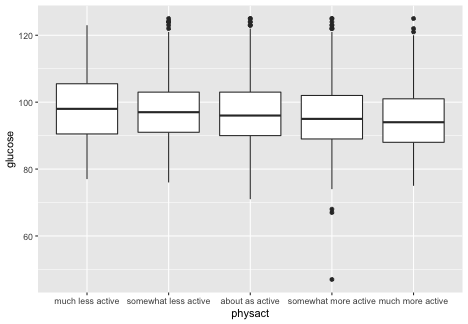 120
100
80
60
glucose
much less active somewhat less active about as active somewhat more active much more active
physact